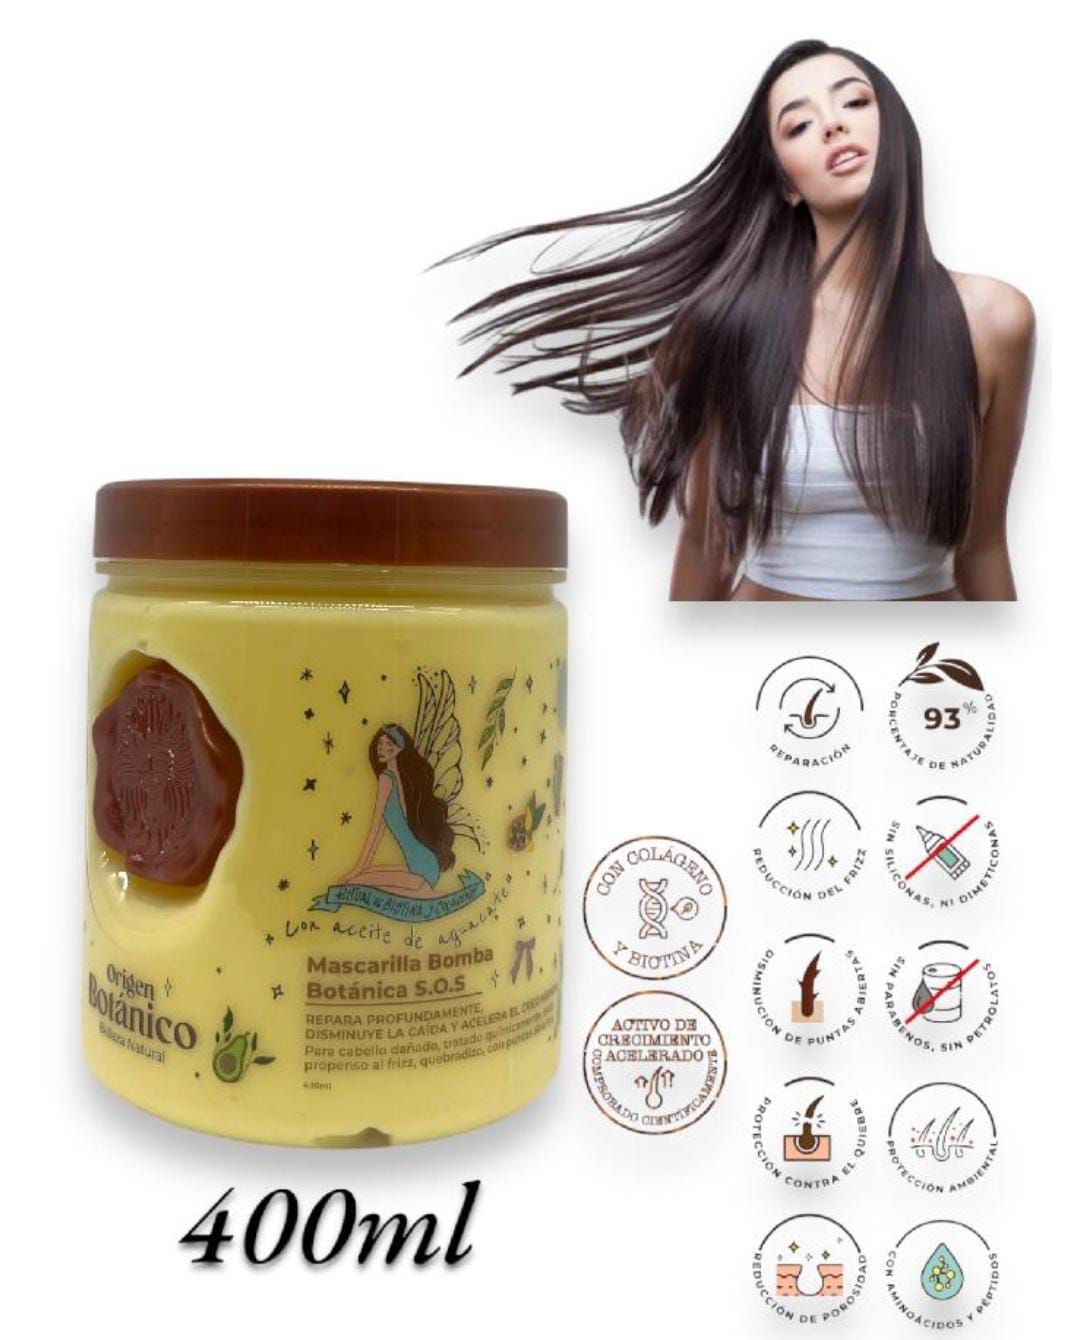 RITUAL de BIOTINA y COLÁGENO
con aceite de aguacate
Mascarilla Bomba
Botánica S.O.S
REPARA PROFUNDAMENTE,
DISMINUYE LA CAÍDA Y ACELERA EL
Para cabello dañado, tratado químicamente,
propenso al frizz, quebradizo, con puntas abiertas
400ml
Origen
Botánico
Belleza Natural
400ml
CON COLÁGENO
Y BIOTINA
ACTIVO DE
CRECIMIENTO
ACELERADO
COMPROBADO CIENTÍFICAMENTE
REPARACIÓN
93%
PORCENTAJE DE NATURALIDAD
REDUCCIÓN DEL FRIZZ
SIN SILICONAS, NI DIMETICONAS
DISMINUCIÓN DE PUNTAS ABIERTAS
SIN PARABENOS, SIN PETROLATOS
PROTECCIÓN CONTRA EL QUIEBRE
PROTECCIÓN AMBIENTAL
REDUCCIÓN DE POROSIDAD
CON AMINOÁCIDOS Y PÉPTIDOS